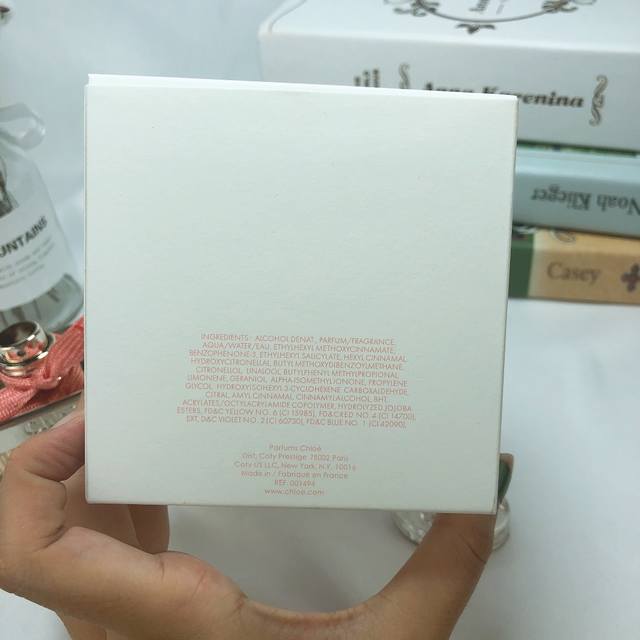 Anna Karenina
Noah Klieger
Casey
UNTAINS
INGREDIENTS: ALCOHOL DENAT, PARFUM/FRAGRANCE,
AQUA/WATER/EAU, ETHYLHEXYL METHOXYCINNAMATE,
BENZOPHENONE-3, ETHYLHEXYL SALICYLATE, HEXYL CINNAMAL,
HYDROXYCITRONELLAL, BUTYL METHOXYDIBENZOYLMETHANE,
CITRONELLOL, LINALOOL, BUTYLPHENYL METHYLPROPIONAL,
LIMONENE, GERANIOL, ALPHA-ISOMETHYL IONONE, PROPYLENE
GLYCOL, HYDROXYISOHEXYL 3-CYCLOHEXENE CARBOXALDEHYDE,
CITRAL, AMYL CINNAMAL, CINNAMYL ALCOHOL, BHT,
ACRYLATES/OCTYLACRYLAMIDE COPOLYMER, HYDROLYZED JOJOBA
ESTERS, FD&C YELLOW NO. 6 (CI 15985), FD&C RED NO. 4 (CI 14700),
EXT. D&C VIOLET NO. 2 (CI 60730), FD&C BLUE NO. 1 (CI 42090).
Parfums Chloé
Dist. Coty Prestige 75002 Paris
Coty US LLC, New York, N.Y. 10016
Made in / Fabriqué en France
REF. 001494
www.chloe.com